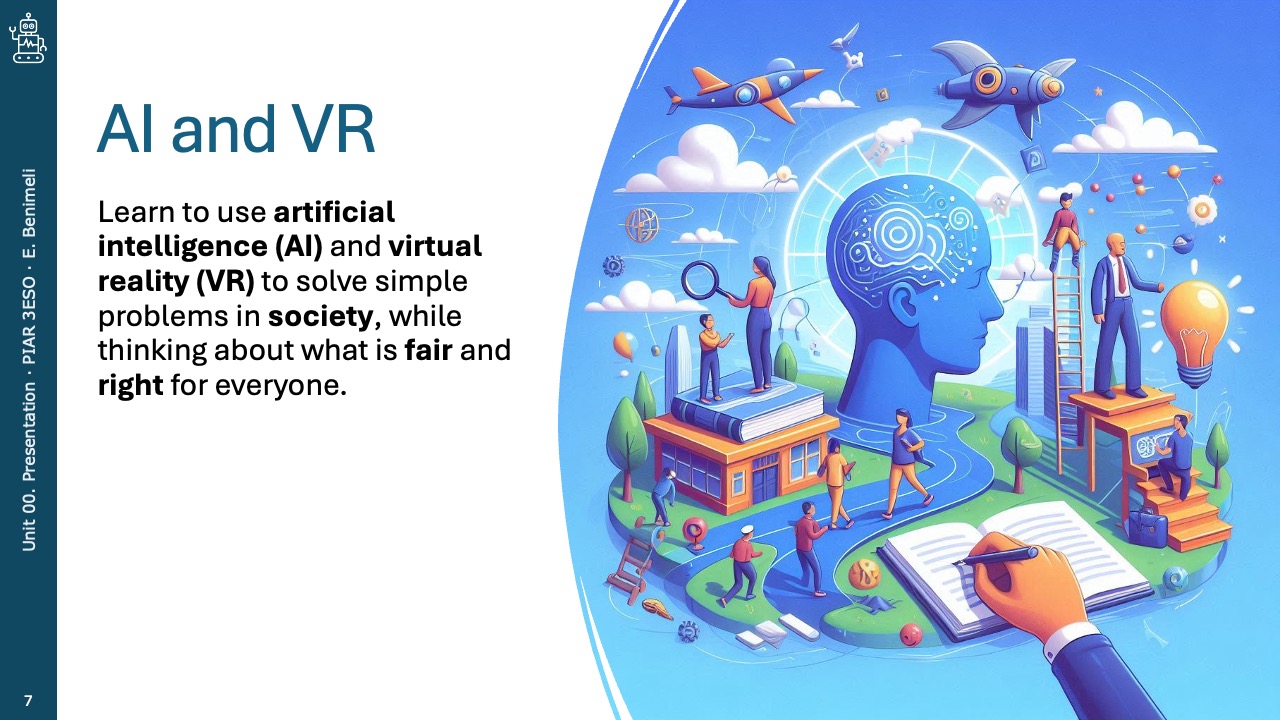 Unit 00. Presentation · PIAR 3ESO · E. Benimeli
7
AI and VR
Learn to use artificial
intelligence (AI) and virtual
reality (VR) to solve simple
problems in society, while
thinking about what is fair and
right for everyone.